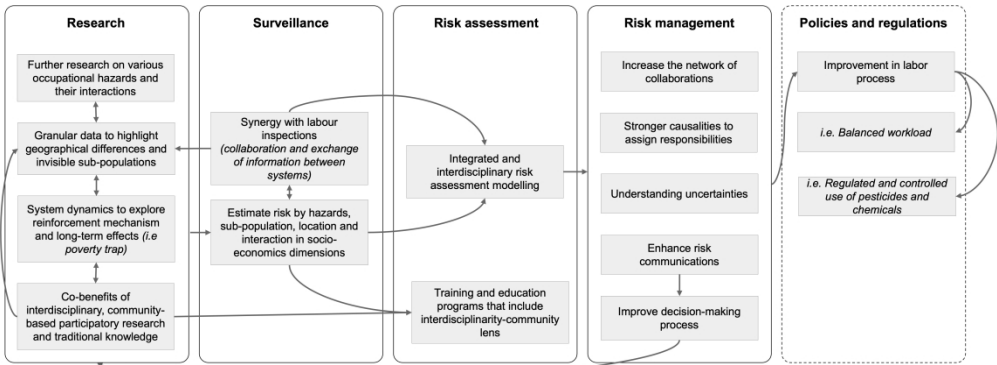 Research
Further research on various
occupational hazards and
their interactions
Granular data to highlight
geographical differences and
invisible sub-populations
System dynamics to explore
reinforcement mechanism
and long-term effects (i.e
poverty trap)
Co-benefits of
interdisciplinary, community-
based participatory research
and traditional knowledge
Surveillance
Synergy with labour
inspections
(collaboration and exchange
of information between
systems)
Estimate risk by hazards,
sub-population, location and
interaction in socio-
economics dimensions
Risk assessment
Integrated and
interdisciplinary risk
assessment modelling
Training and education
programs that include
interdisciplinarity-community
lens
Risk management
Increase the network of
collaborations
Stronger causalities to
assign responsibilities
Understanding uncertainties
Enhance risk
communications
Improve decision-making
process
Policies and regulations
Improvement in labor
process
i.e. Balanced workload
i.e. Regulated and controlled
use of pesticides and
chemicals